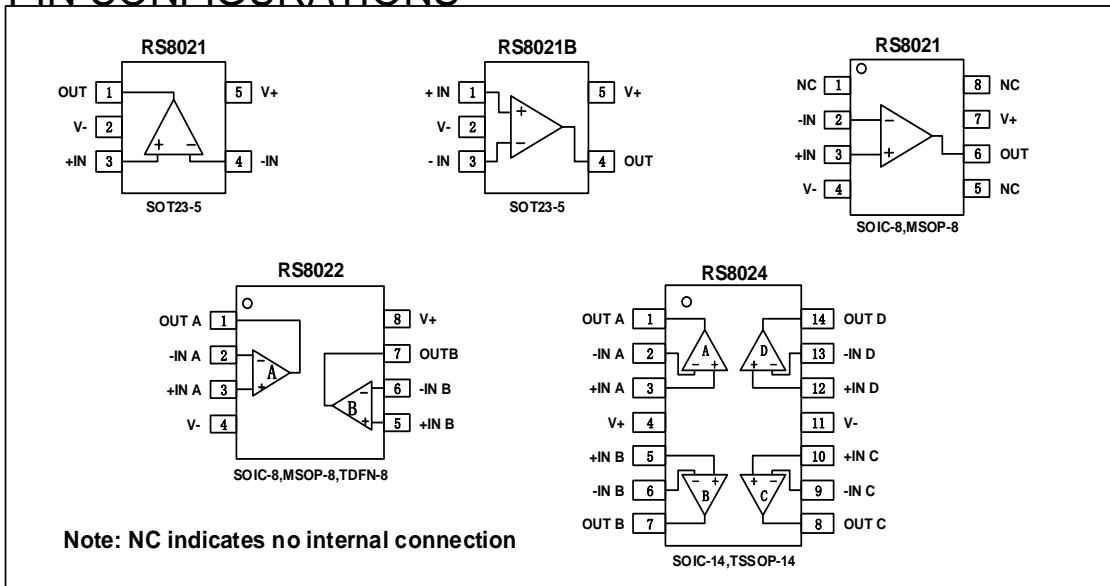 PIN CONFIGURATIONS
RS8021
OUT 1 5 V+
V- 2
+IN 3 + − 4 -IN
SOT23-5
RS8021B
+ IN 1 + 5 V+
V- 2
- IN 3 − 4 OUT
SOT23-5
RS8021
NC 1 8 NC
-IN 2 − 7 V+
+IN 3 + 6 OUT
V- 4 5 NC
SOIC-8,MSOP-8
RS8022
OUT A 1 8 V+
-IN A 2 − A 7 OUTB
+IN A 3 + B − 6 -IN B
V- 4 + 5 +IN B
SOIC-8,MSOP-8,TDFN-8
RS8024
OUT A 1 14 OUT D
-IN A 2 A − + D + − 13 -IN D
+IN A 3 12 +IN D
V+ 4 11 V-
+IN B 5 10 +IN C
-IN B 6 − + B + − C 9 -IN C
OUT B 7 8 OUT C
SOIC-14,TSSOP-14
Note: NC indicates no internal connection